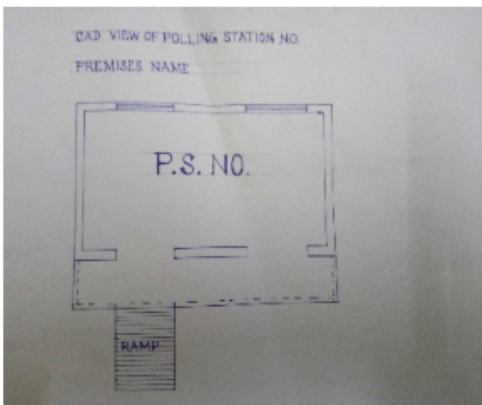 CAD VIEW OF POLLING STATION NO.
PREMISES NAME
P.S. NO.
RAMP